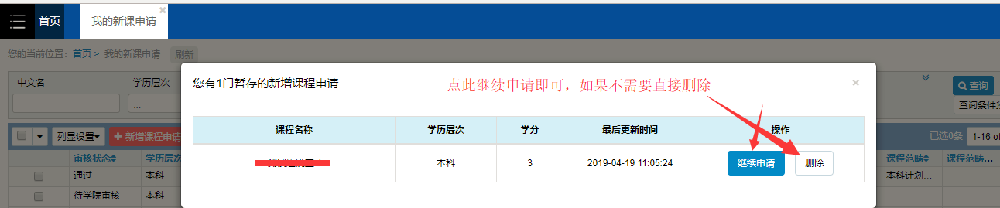 首页
我的新课申请
您的当前位置：首页 > 我的新课申请 刷新
中文名
学历层次
...
查询
查询条件预
您有1门暂存的新增课程申请
点此继续申请即可，如果不需要直接删除
课程名称 学历层次 学分 最后更新时间 操作
本科 3 2019-04-19 11:05:24 继续申请 删除
列显设置 新增课程申请
已选0条 1-16 of
审核状态 学历层次 课程范畴 课程范畴...
通过 本科 本科计划...
待学院审核 本科